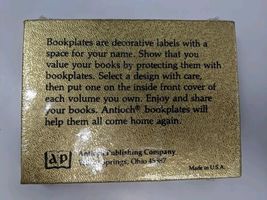 Bookplates are decorative labels with a
space for your name. Show that you
value your books by protecting them with
bookplates. Select a design with care,
then put one on the inside front cover of
each volume you own. Enjoy and share
your books. Antioch® bookplates will
help them all come home again.
ap
Antioch Publishing Company
Springs, Ohio 45387
Made in U.S.A.